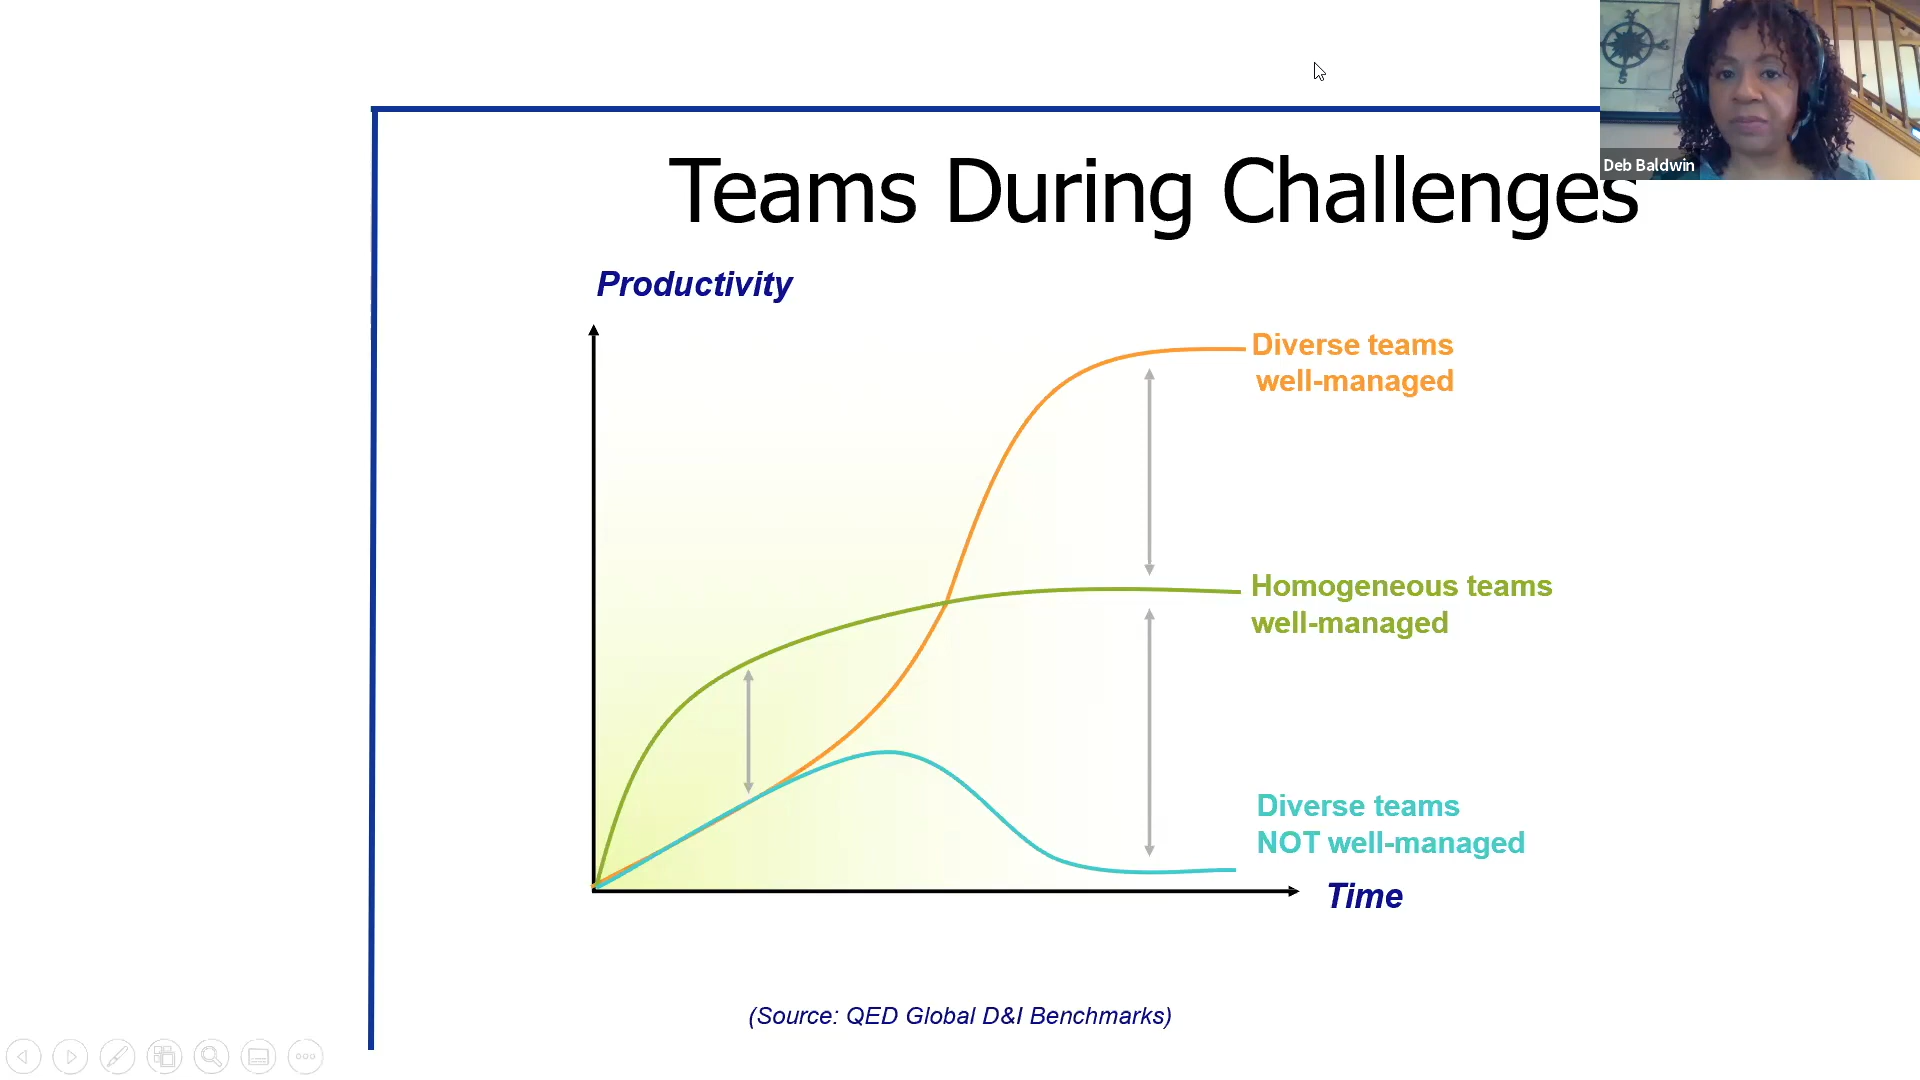 Deb Baldwin
Teams During Challenges
Productivity
Diverse teams
well-managed
Homogeneous teams
well-managed
Diverse teams
NOT well-managed
Time
(Source: QED Global D&I Benchmarks)